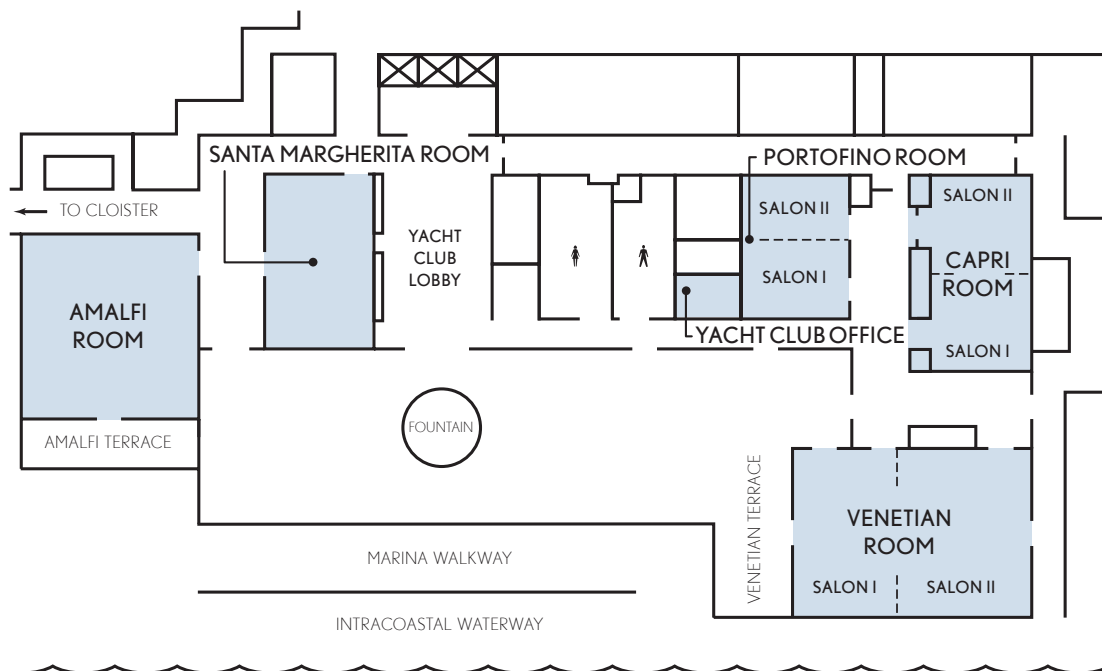 SANTA MARGHERITA ROOM
PORTOFINO ROOM
TO CLOISTER
SALON II
SALON II
YACHT
CLUB
LOBBY
CAPRI
ROOM
SALON I
AMALFI
ROOM
YACHT CLUB OFFICE
SALON I
AMALFI TERRACE
FOUNTAIN
VENETIAN TERRACE
VENETIAN
ROOM
SALON I
SALON II
MARINA WALKWAY
INTRACOASTAL WATERWAY